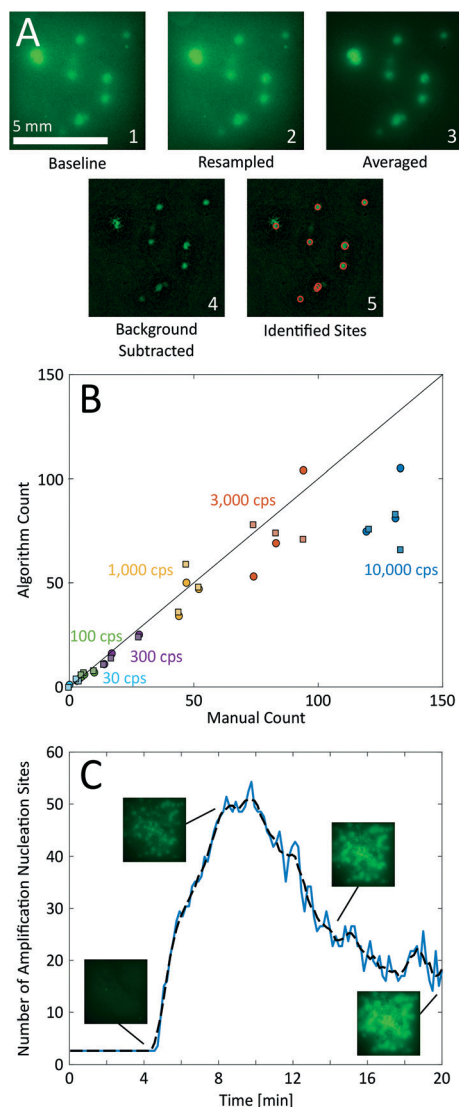 A
5 mm
1
2
3
Baseline
Resampled
Averaged
4
5
Background
Subtracted
Identified Sites
B
150
100
50
0
Algorithm Count
3,000 cps
1,000 cps
10,000 cps
100 cps
300 cps
30 cps
0
50
100
150
Manual Count
C
60
50
40
30
20
10
0
Number of Amplification Nucleation Sites
0
4
8
12
16
20
Time [min]